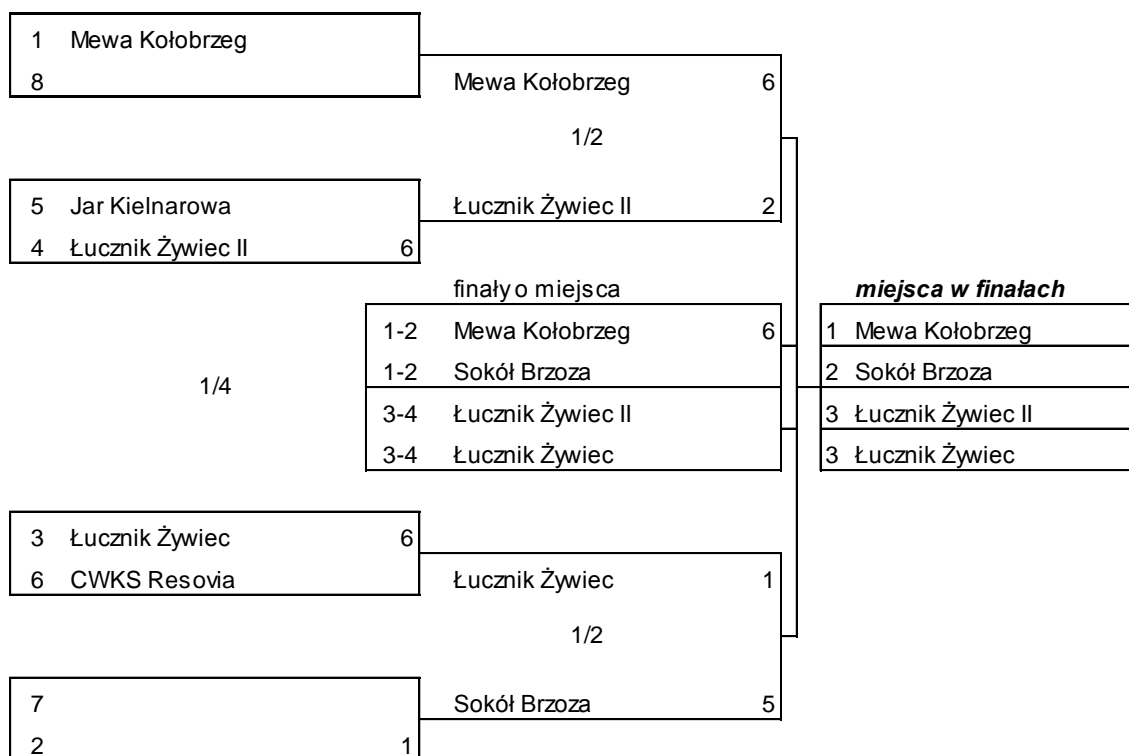 1 Mewa Kołobrzeg
8
Mewa Kołobrzeg 6
1/2
5 Jar Kielnarowa
Łucznik Żywiec II 2
4 Łucznik Żywiec II 6
finały o miejsca
miejsca w finałach
1-2 Mewa Kołobrzeg 6
1 Mewa Kołobrzeg
1-2 Sokół Brzoza
2 Sokół Brzoza
1/4
3-4 Łucznik Żywiec II
3 Łucznik Żywiec II
3-4 Łucznik Żywiec
3 Łucznik Żywiec
3 Łucznik Żywiec 6
6 CWKS Resovia
Łucznik Żywiec 1
1/2
7
Sokół Brzoza 5
2 1